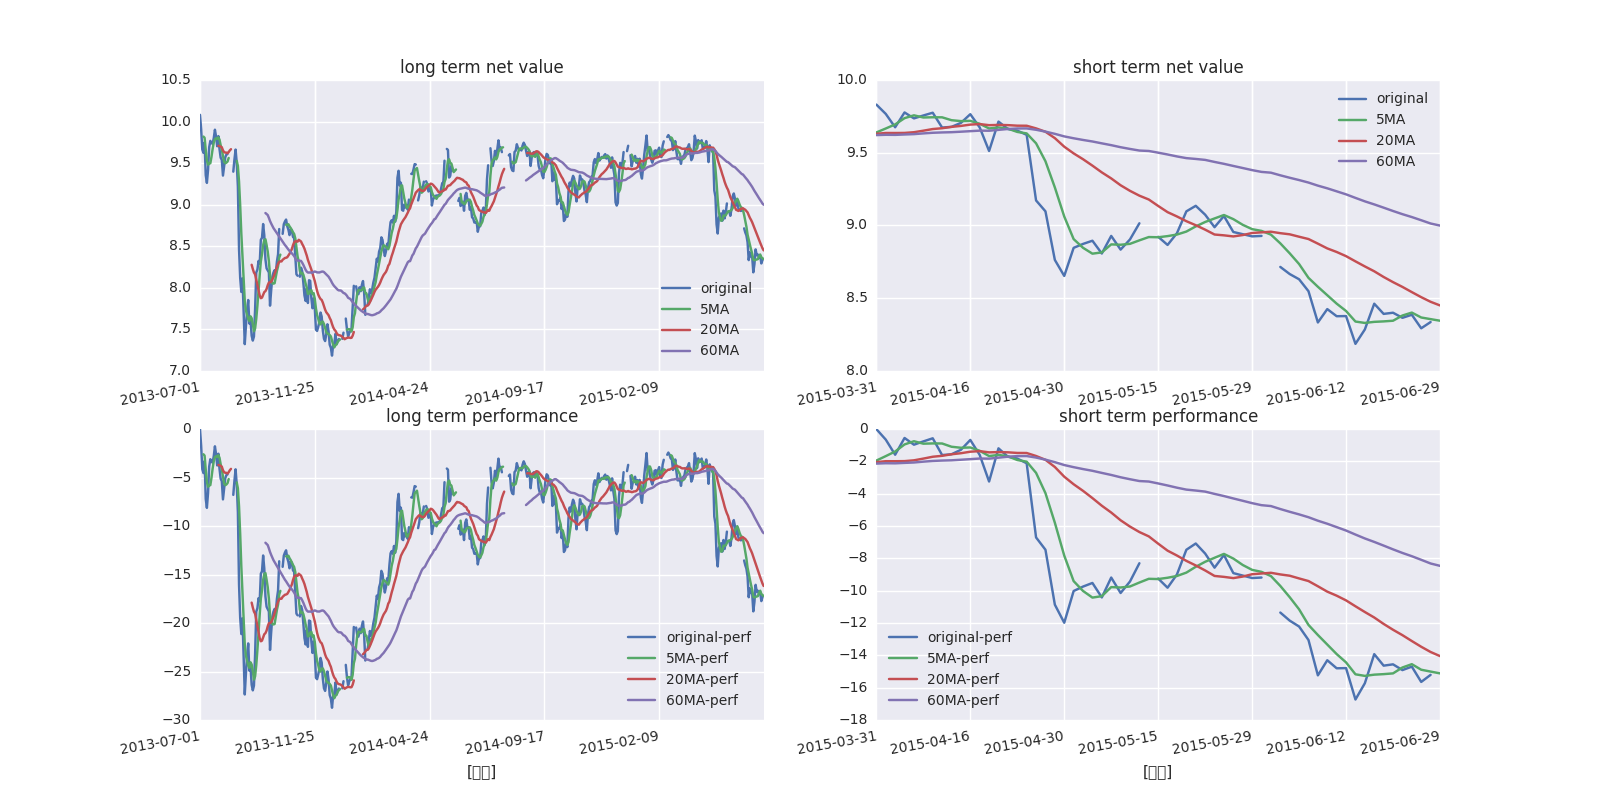 long term net value
10.5
10.0
9.5
9.0
8.5
8.0
7.5
7.0
original
5MA
20MA
60MA
2013-07-01
2013-11-25
2014-04-24
2014-09-17
2015-02-09
short term net value
10.0
9.5
9.0
8.5
8.0
original
5MA
20MA
60MA
2015-03-31
2015-04-16
2015-04-30
2015-05-15
2015-05-29
2015-06-12
2015-06-29
long term performance
0
−5
−10
−15
−20
−25
−30
original-perf
5MA-perf
20MA-perf
60MA-perf
2013-07-01
2013-11-25
2014-04-24
2014-09-17
2015-02-09
[▯▯]
short term performance
0
−2
−4
−6
−8
−10
−12
−14
−16
−18
original-perf
5MA-perf
20MA-perf
60MA-perf
2015-03-31
2015-04-16
2015-04-30
2015-05-15
2015-05-29
2015-06-12
2015-06-29
[▯▯]